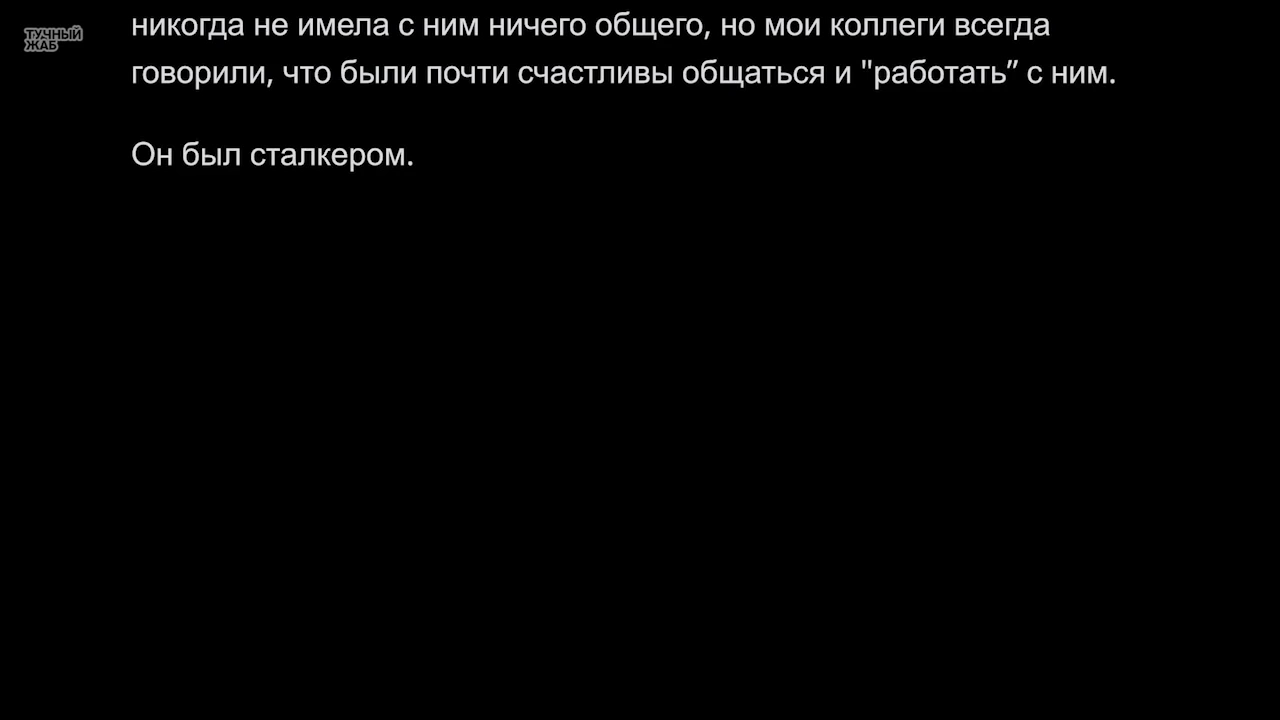 ТУЧНЫЙ
ЖАБ
никогда не имела с ним ничего общего, но мои коллеги всегда
говорили, что были почти счастливы общаться и "работать” с ним.
Он был сталкером.